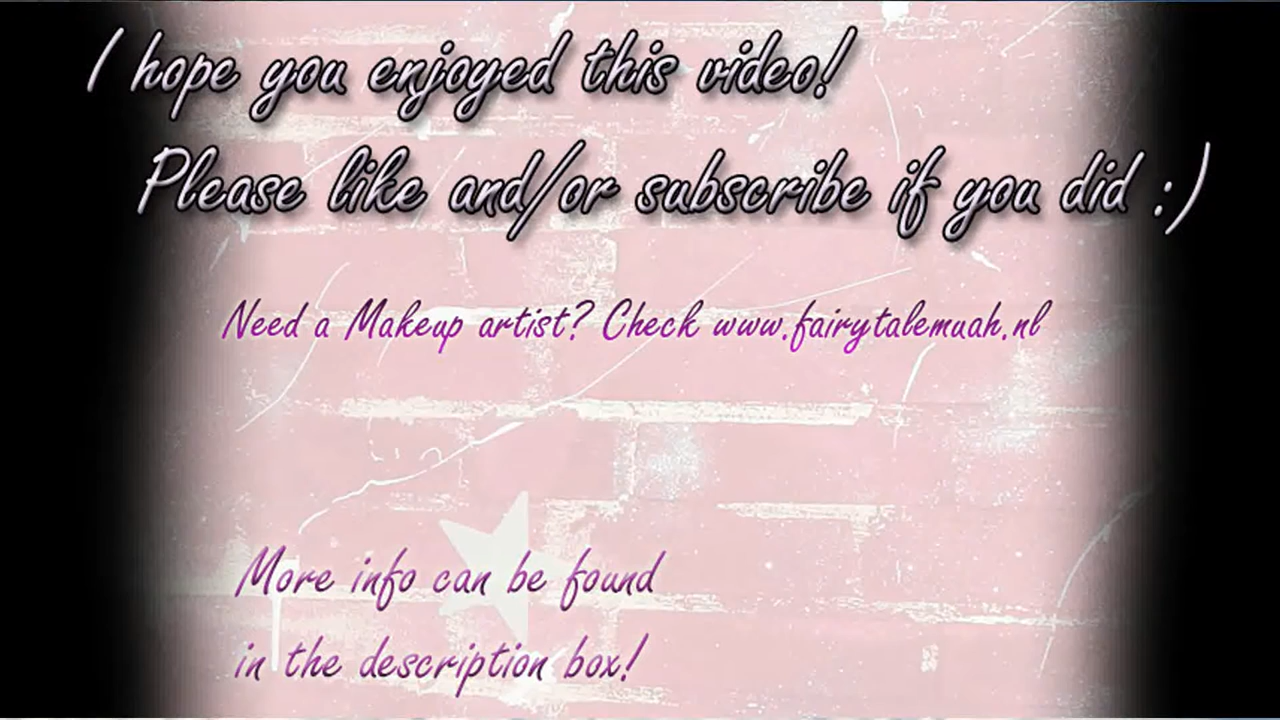 I hope you enjoyed this video!
Please like and/or subscribe if you did :)
Need a Makeup artist? Check www.fairytalemuah.nl
More info can be found
in the description box!